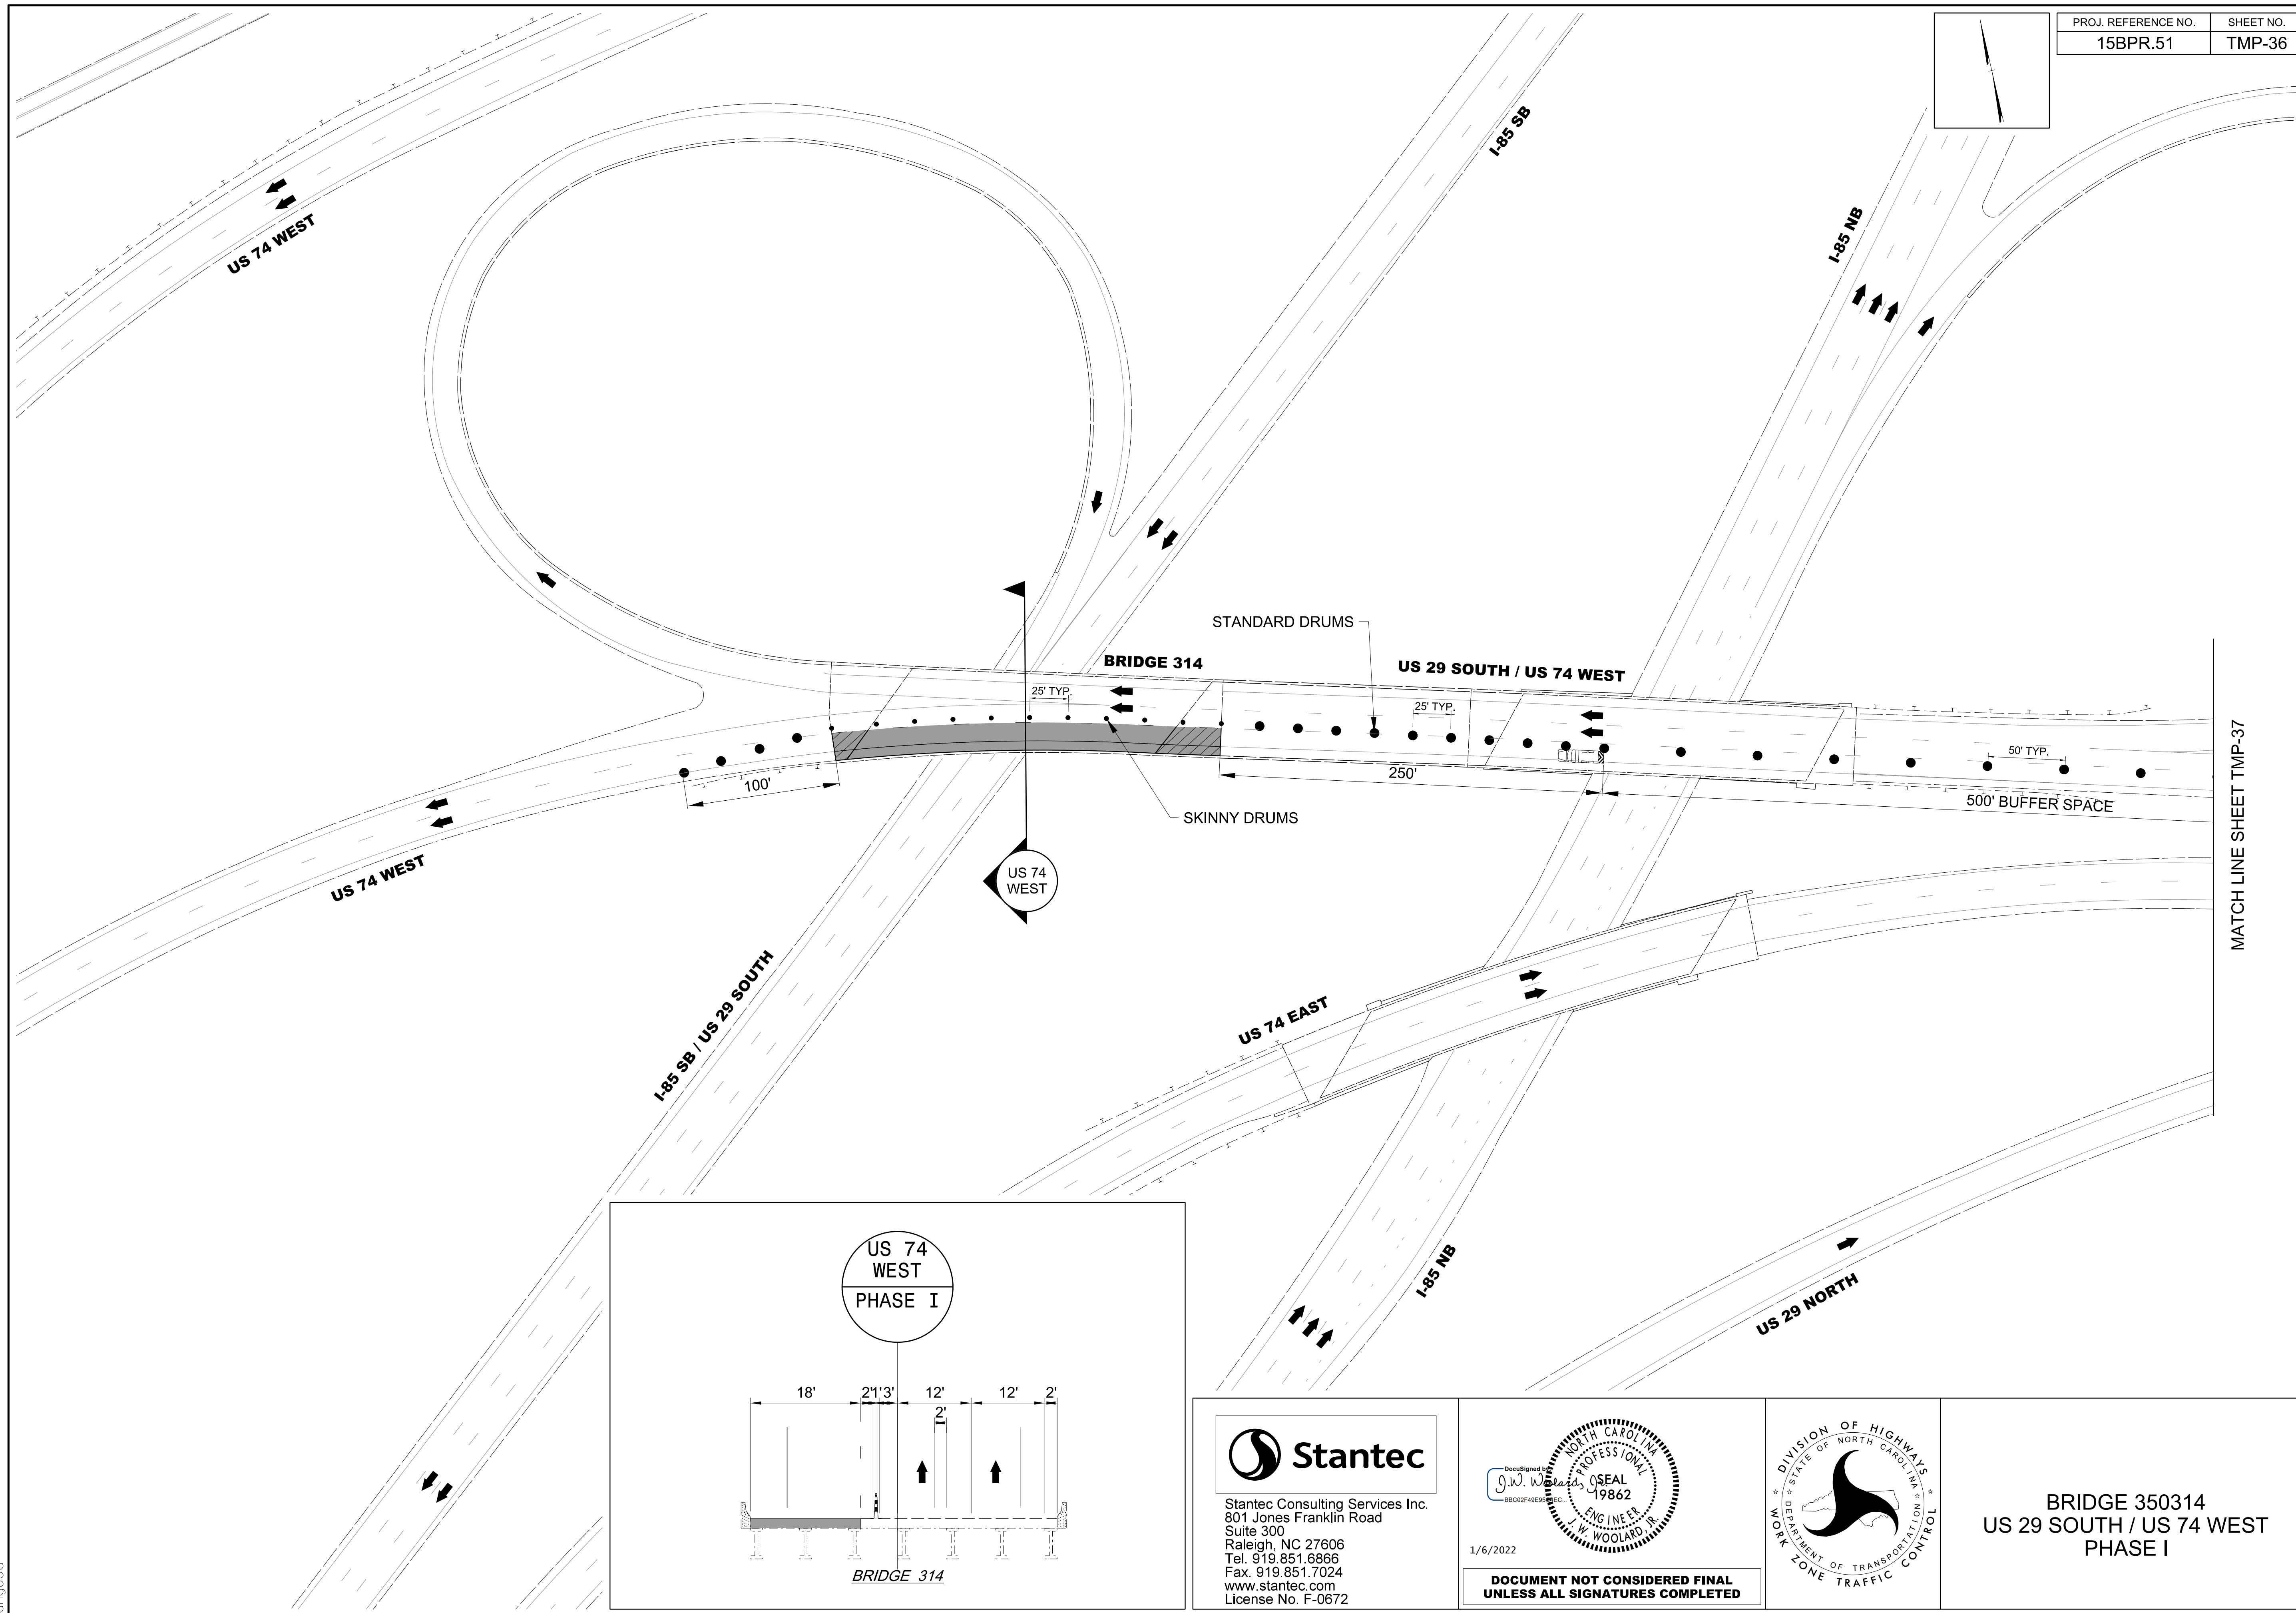 PROJ. REFERENCE NO.
SHEET NO.
15BPR.51
TMP-36
I-85 SB
I-85 NB
US 74 WEST
STANDARD DRUMS
BRIDGE 314
US 29 SOUTH / US 74 WEST
25' TYP.
25' TYP.
50' TYP.
100'
250'
500' BUFFER SPACE
SKINNY DRUMS
MATCH LINE SHEET TMP-37
US 74
WEST
US 74 WEST
I-85 SB / US 29 SOUTH
US 74 EAST
I-85 NB
US 29 NORTH
US 74
WEST
PHASE I
18'
2'
1'
3'
12'
12'
2'
2'
BRIDGE 314
Stantec
Stantec Consulting Services Inc.
801 Jones Franklin Road
Suite 300
Raleigh, NC 27606
Tel. 919.851.6866
Fax. 919.851.7024
www.stantec.com
License No. F-0672
DocuSigned by
J.W. Woolard, Jr.
NORTH CAROLINA
PROFESSIONAL
SEAL
19862
ENGINEER
J. W. WOOLARD, JR.
1/6/2022
DOCUMENT NOT CONSIDERED FINAL
UNLESS ALL SIGNATURES COMPLETED
DIVISION OF HIGHWAYS
STATE OF NORTH CAROLINA
DEPARTMENT OF TRANSPORTATION
WORK ZONE TRAFFIC CONTROL
BRIDGE 350314
US 29 SOUTH / US 74 WEST
PHASE I